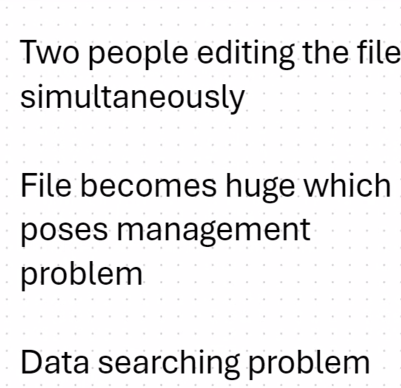 Two people editing the file
simultaneously
File becomes huge which
poses management
problem
Data searching problem